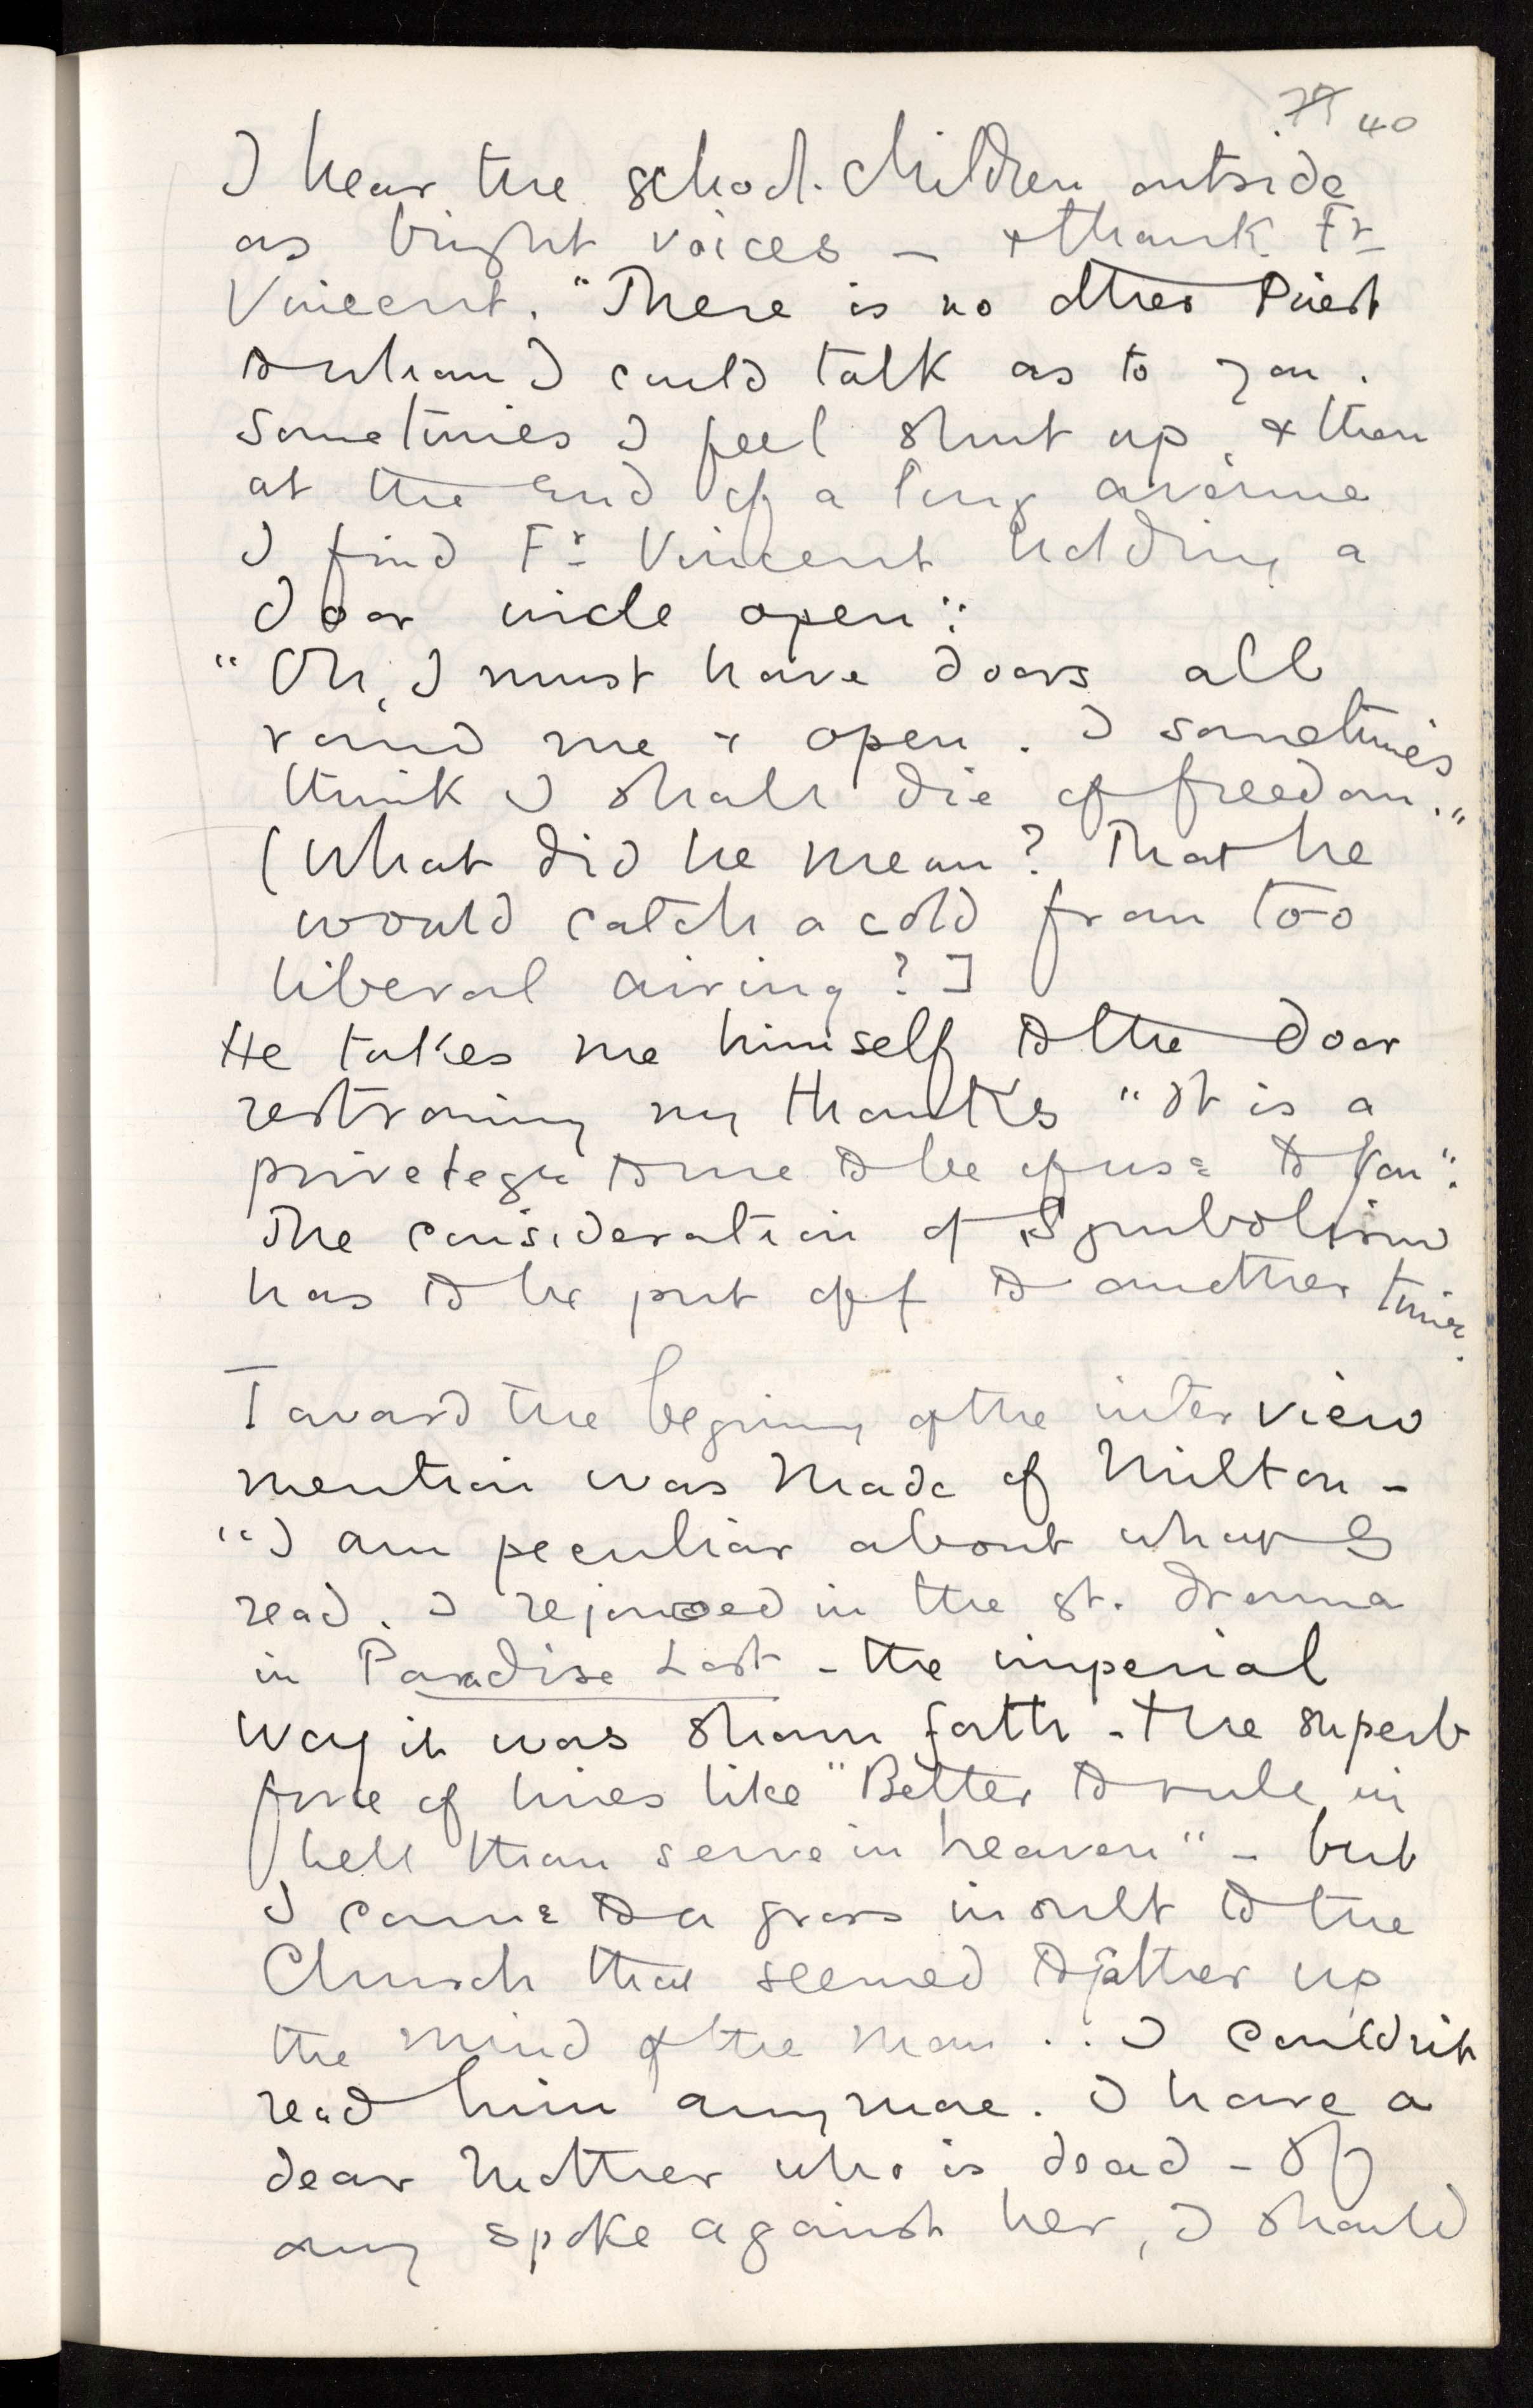 40
I hear the school-children outside
as bright voices – & thank Fr
Vincent. "There is no other Priest
to whom I could talk as to you.
Sometimes I feel shut up, & then
at the end of a long avenue
I find Fr Vincent holding a
door wide open".
"Oh, I must have doors all
round me & open. I sometimes
think I shall die of freedom."
(What did he mean? That he
would catch a cold from too
liberal airing?]
He takes me himself to the door
restraining my thanks "It is a
privelege to me to be of use to you".
The consideration of Symbolism
has to be put off to another time.
Toward the beginning of the interview
mention was made of Milton –
"I am peculiar about what I
read. I rejoiced in the gt. drama
in Paradise Lost – the imperial
way it was shown forth – the superb
force of lines like "Better to rule in
hell than serve in heaven" – but
I came to a gross insult to the
Church that seemed to up
the mind of the man .. I couldn't
read him any more. I have a
dear Mother who is dead – If
any spoke against her, I should